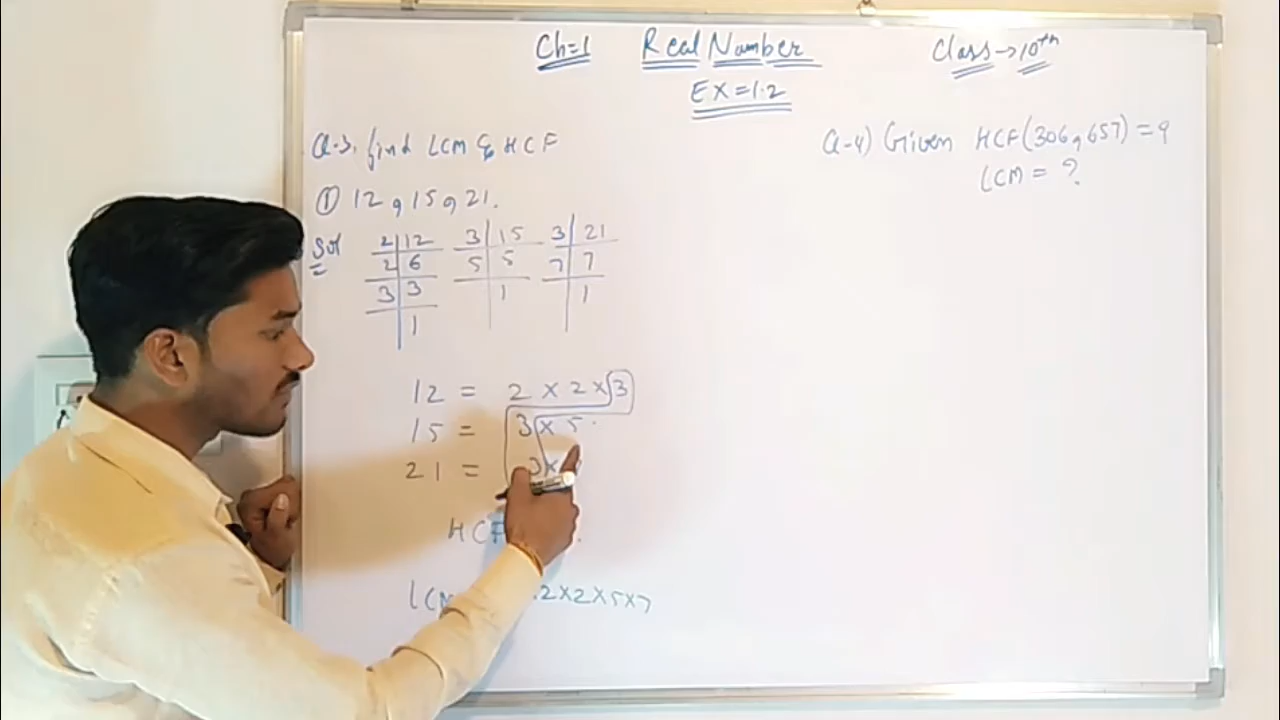 Ch=1 Real Number Class→10th
EX=1.2
Q-3. find LCM & HCF
① 12, 15, 21.
Sol
2|12 3|15 3|21
2|6 5|5 7|7
3|3 |1 |1
|1
12 = 2 × 2 × 3
15 = 3 × 5
21 = 3 ×
HCF
LCM 2×2×5×7
Q-4) Given HCF(306, 657) = 9
LCM = ?